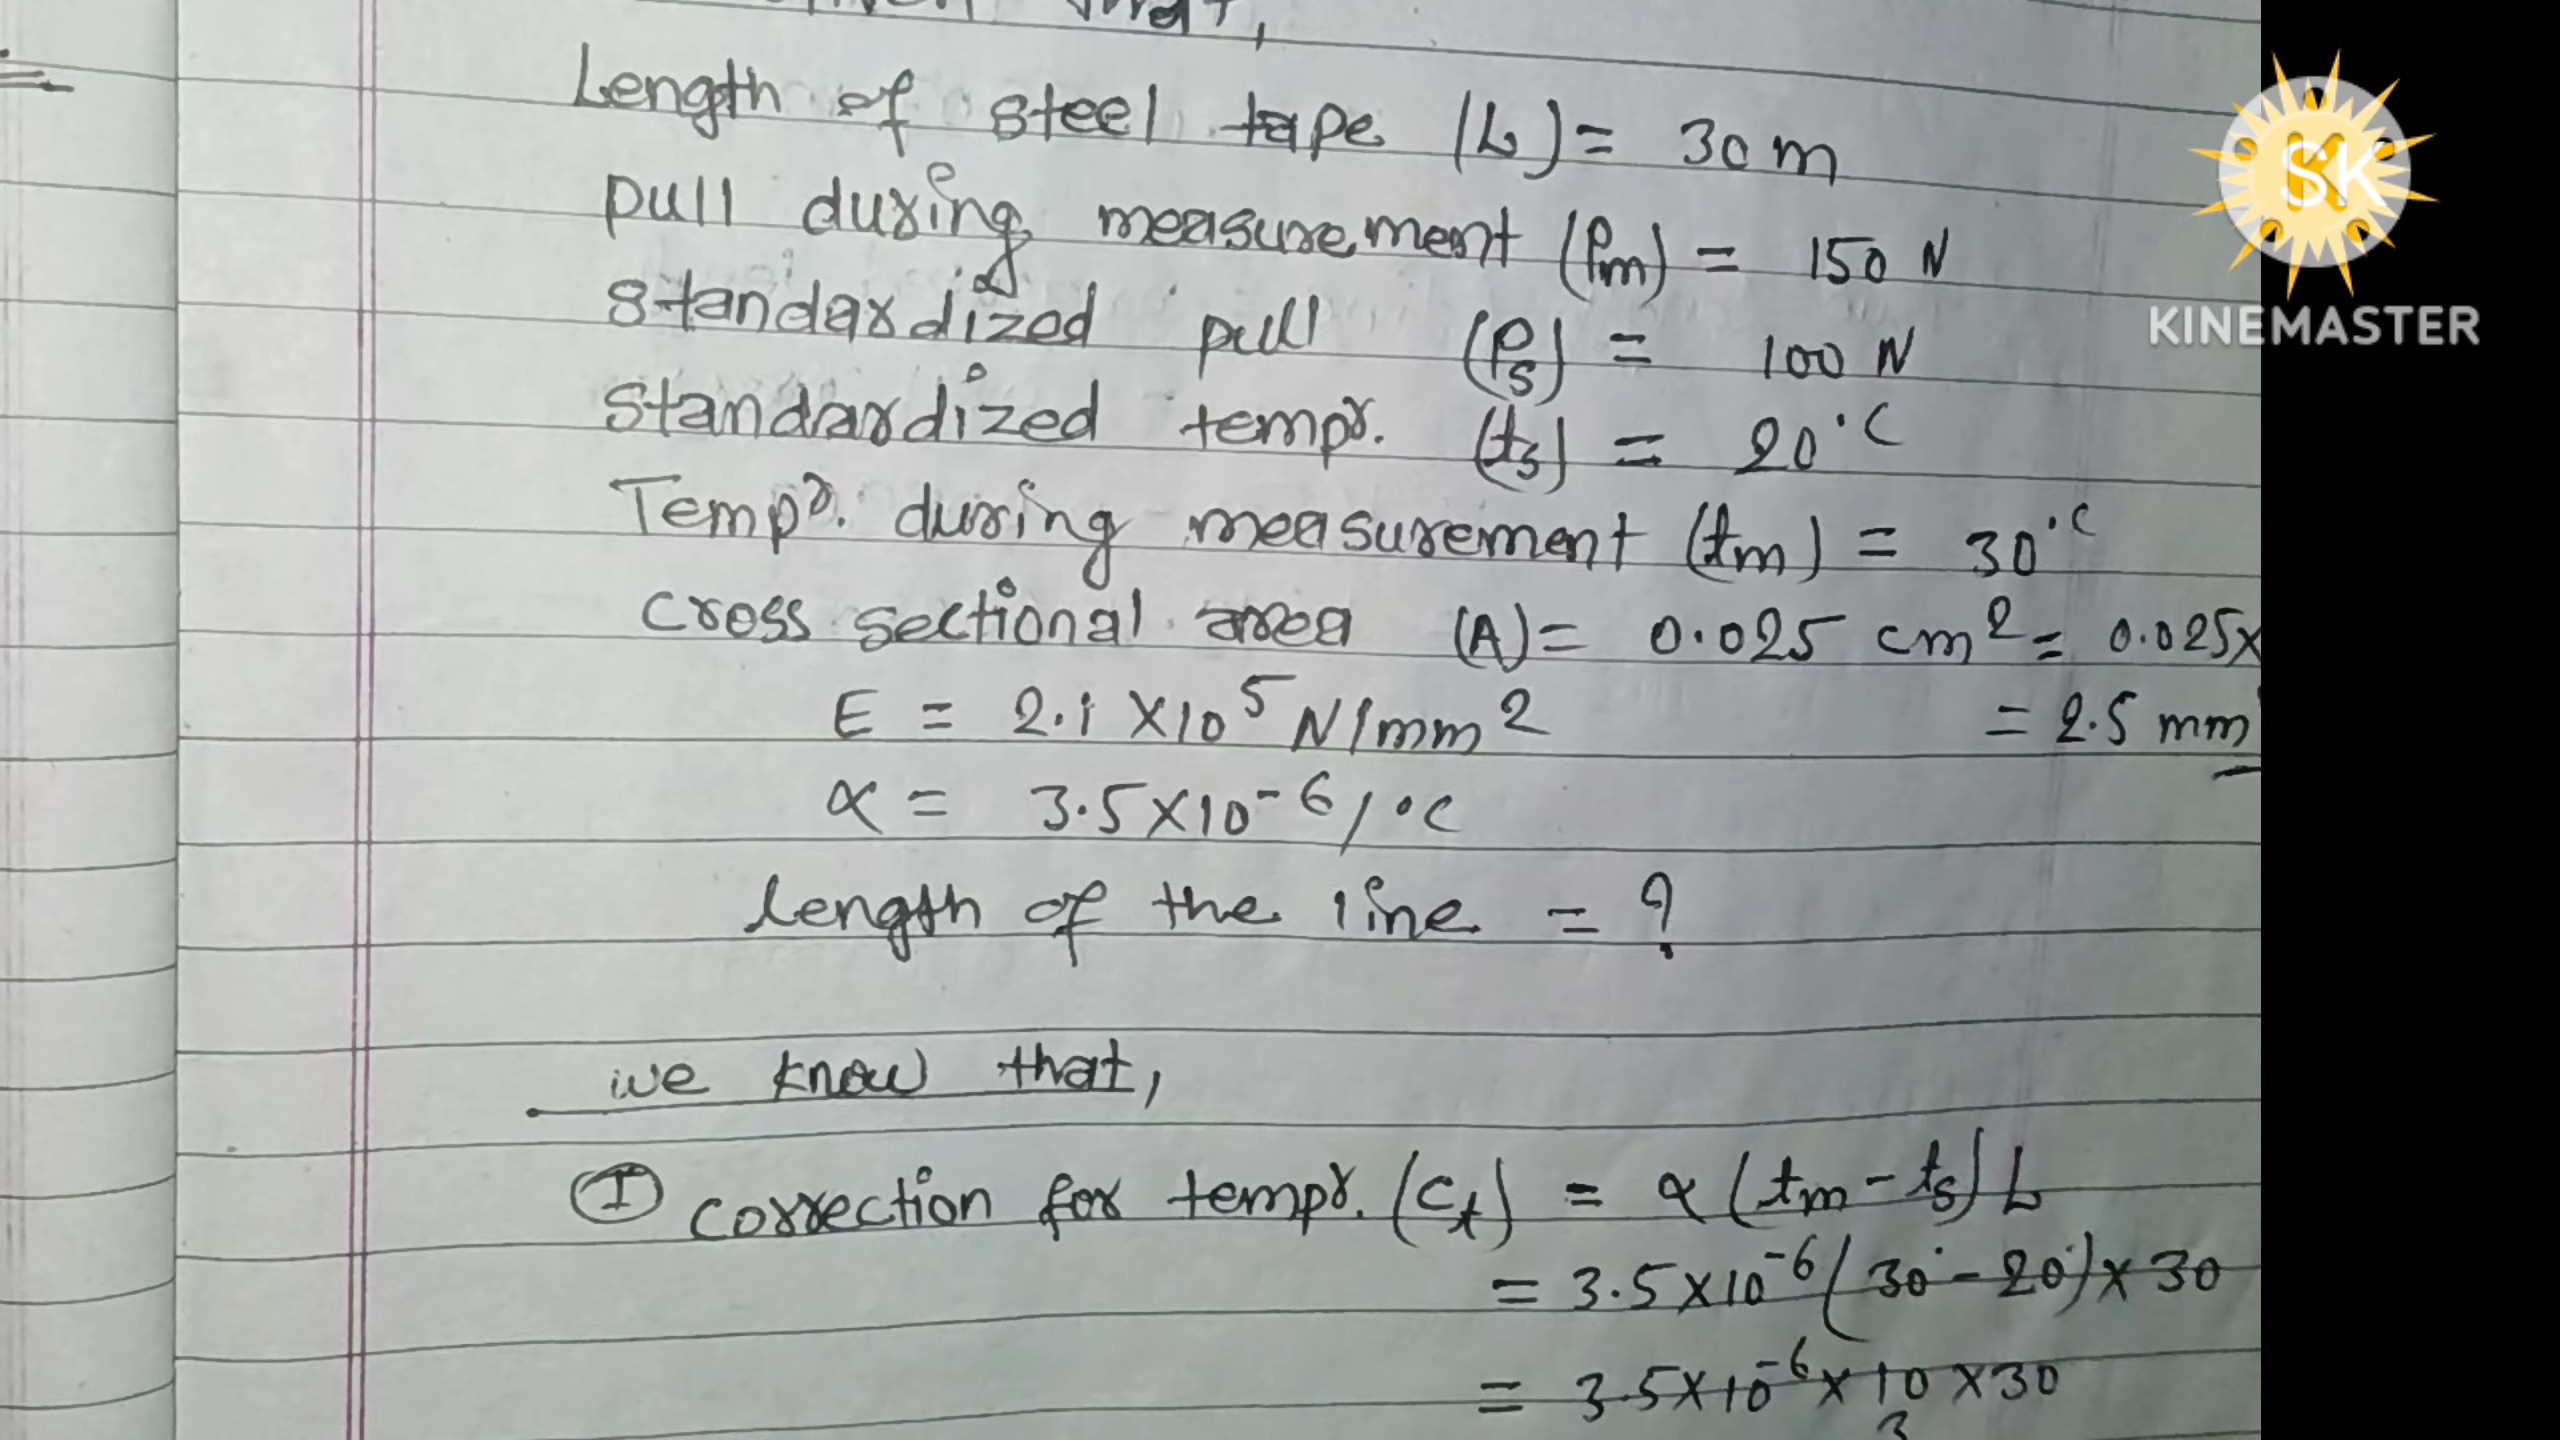 Length of steel tape (L) = 30 m
pull during measurement (Pm) = 150 N
standardized pull (Ps) = 100 N
standardized tempr. (ts) = 20°C
Tempr. during measurement (tm) = 30°C
cross sectional area (A) = 0.025 cm² = 0.025x
E = 2.1 X10⁵ N/mm²
= 2.5 mm
α = 3.5X10⁻⁶/°C
length of the line = ?
we know that,
I correction for tempr. (Ct) = α (tm - ts) L
= 3.5X10⁻⁶ (30° - 20°) X 30
= 3.5X10⁻⁶ X 10 X 30
SK
KINEMASTER